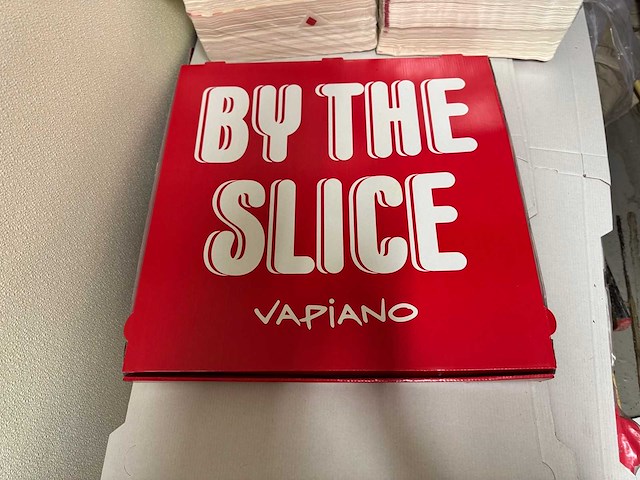 BY THE
SLICE
VAPiANO